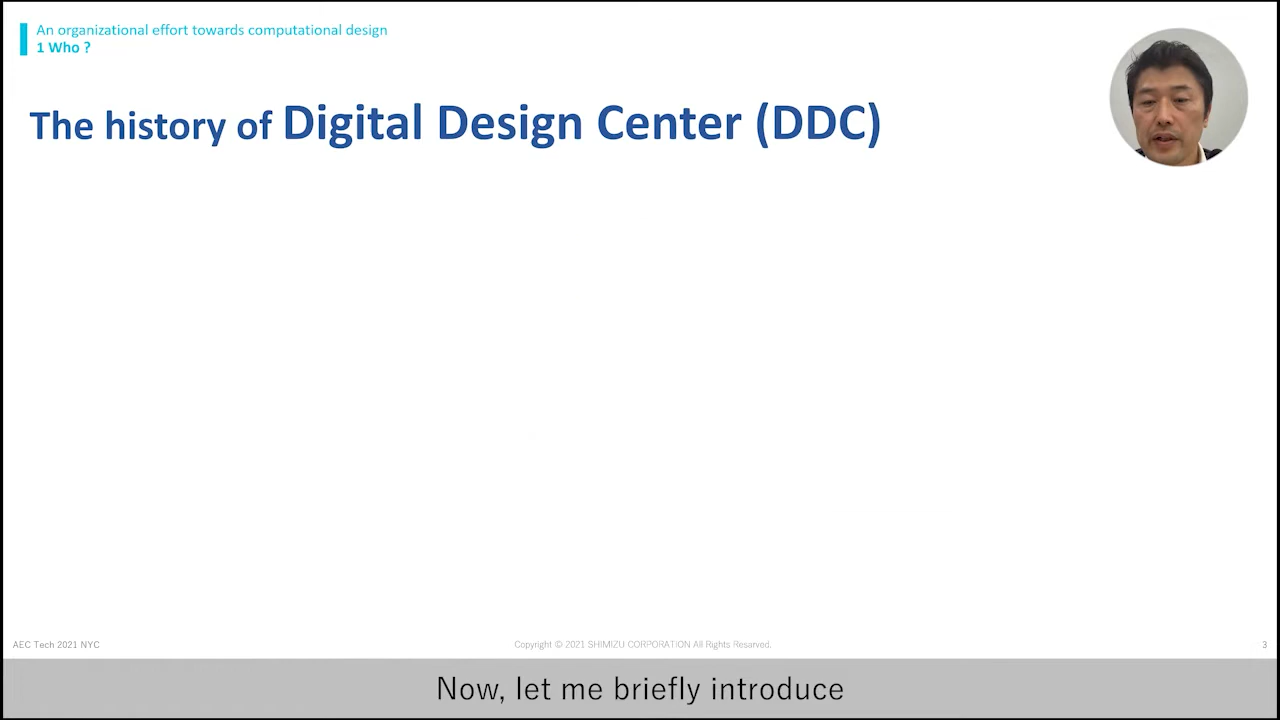 An organizational effort towards computational design
1 Who ?
The history of Digital Design Center (DDC)
AEC Tech 2021 NYC
Copyright © 2021 SHIMIZU CORPORATION All Rights Reserved.
3
Now, let me briefly introduce